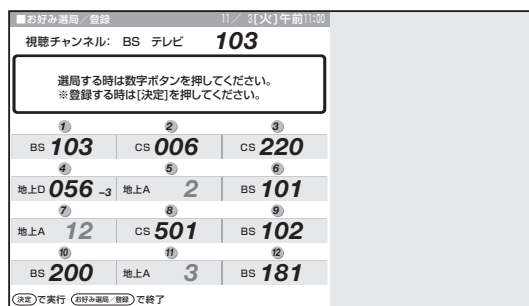 ■お好み選局／登録 11／ 3[火]午前11:00
視聴チャンネル: BS テレビ 103
選局する時は数字ボタンを押してください。
※登録する時は[決定]を押してください。
1 2 3
BS 103 CS 006 CS 220
4 5 6
地上D 056 -3 地上A 2 BS 101
7 8 9
地上A 12 CS 501 BS 102
10 11 12
BS 200 地上A 3 BS 181
決定で実行 お好み選局／登録で終了